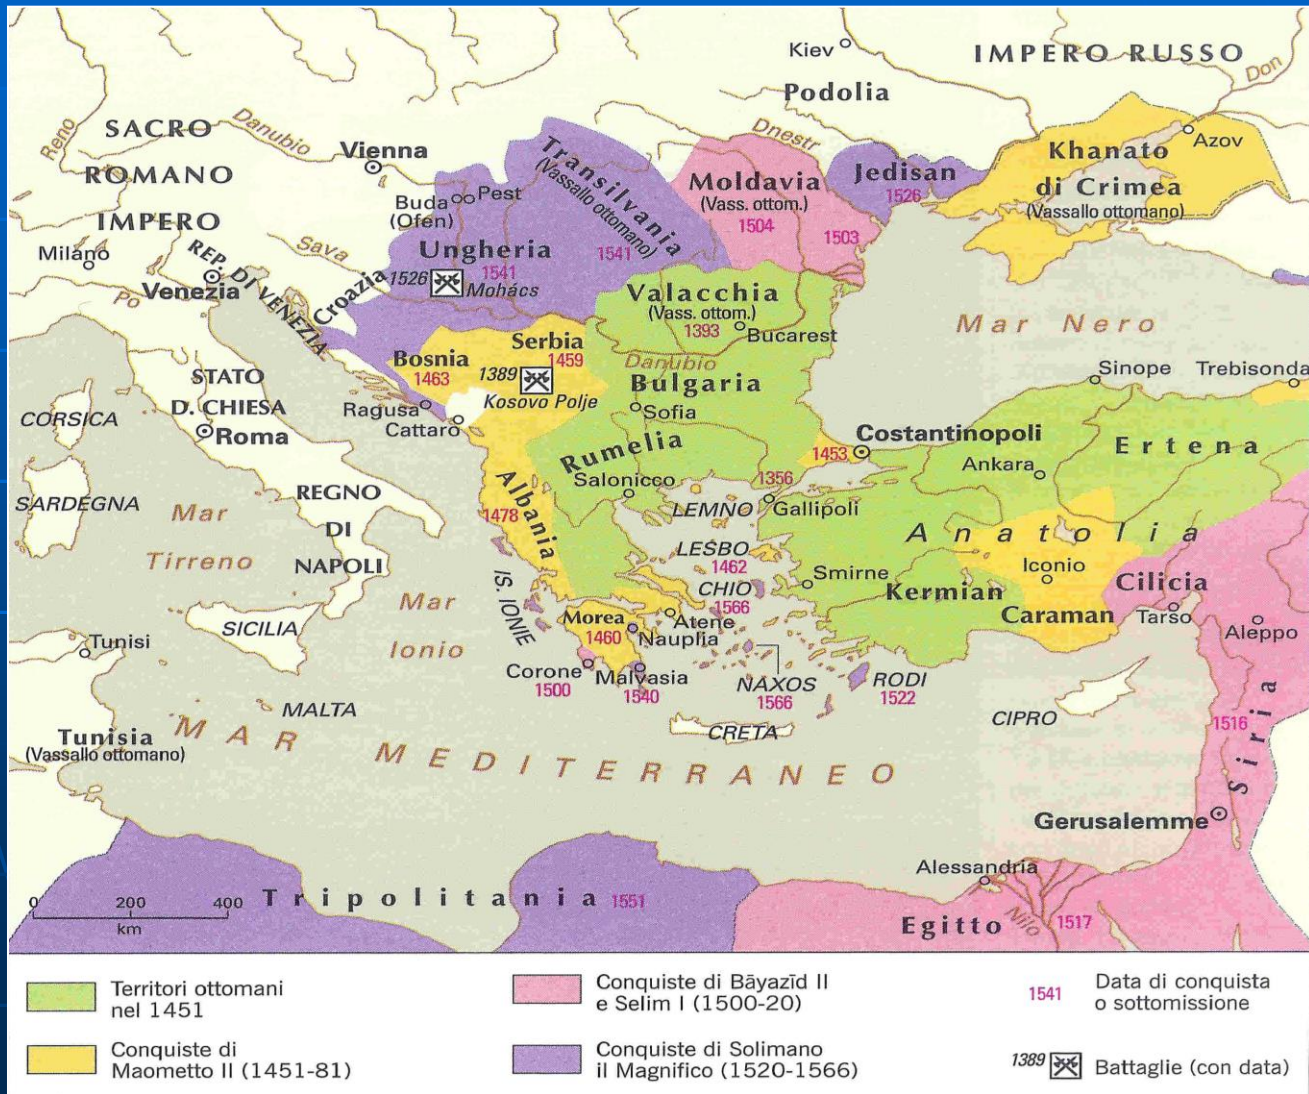 Kiev
IMPERO RUSSO
Don
Podolia
Reno
SACRO
ROMANO
IMPERO
Danubio
Vienna
Transilvania
(Vassallo ottomano)
1541
Dnestr
Moldavia
(Vass. ottom.)
1504
1503
Jedisan
1526
Azov
Khanato
di Crimea
(Vassallo ottomano)
Buda
(Ofen)
Pest
Ungheria
1541
1526
Mohács
Sava
Croazia
Milano
Po
REP. DI VENEZIA
Venezia
Valacchia
(Vass. ottom.)
1393
Bucarest
Mar Nero
Bosnia
1463
Serbia
1459
1389
Kosovo Polje
Danubio
Bulgaria
Sofia
Sinope
Trebisonda
STATO
D. CHIESA
Roma
CORSICA
Ragusa
Cattaro
Rumelia
Salonicco
1453
Costantinopoli
Ankara
Ertena
SARDEGNA
Mar
Tirreno
REGNO
DI
NAPOLI
Albania
1478
1356
Gallipoli
LEMNO
Anatolia
LESBO
1462
CHIO
1566
Smirne
Kermian
Iconio
Caraman
Cilicia
Tarso
Aleppo
Mar
Ionio
IS. IONIE
Morea
1460
Atene
Nauplia
Corone
1500
Malvasia
1540
NAXOS
1566
RODI
1522
CIPRO
CRETA
Tunisi
SICILIA
MALTA
Tunisia
(Vassallo ottomano)
MAR MEDITERRANEO
1516
Siria
Gerusalemme
Alessandria
Egitto
Nilo
1517
Tripolitania 1551
0 200 400
km
Territori ottomani
nel 1451
Conquiste di
Maometto II (1451-81)
Conquiste di Bāyazīd II
e Selim I (1500-20)
Conquiste di Solimano
il Magnifico (1520-1566)
1541
Data di conquista
o sottomissione
1389
Battaglie (con data)